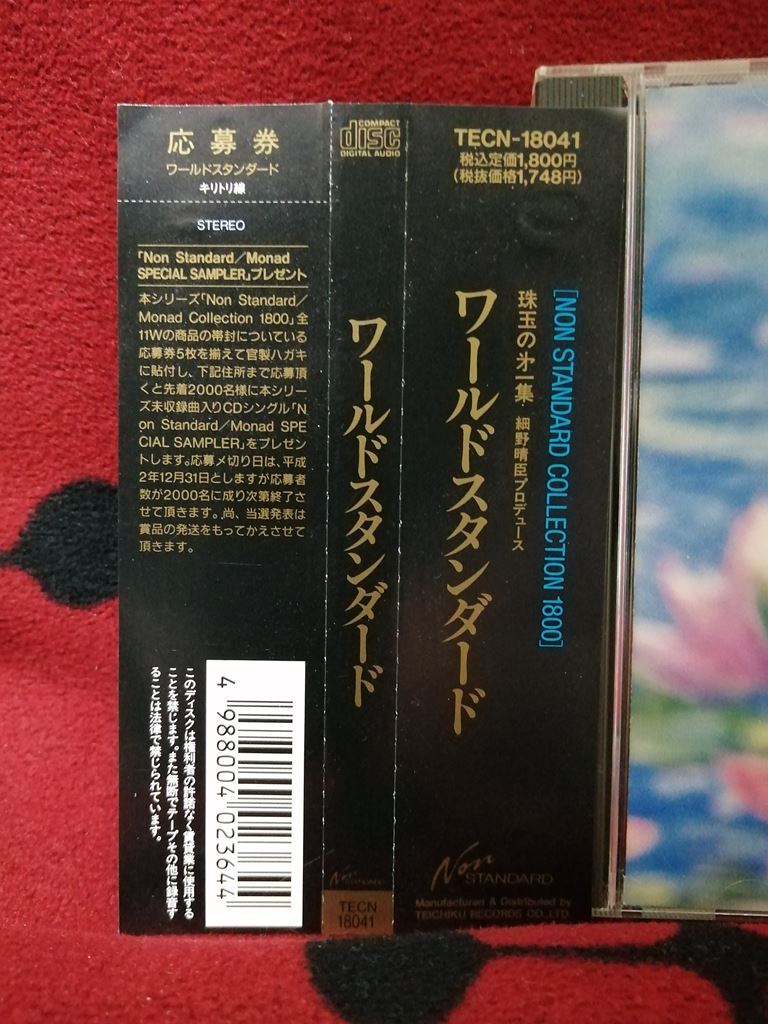 応募券
ワールドスタンダード
キリトリ線
STEREO
「Non Standard/Monad
SPECIAL SAMPLER」プレゼント
本シリーズ「Non Standard/
Monad Collection 1800」全
11Wの商品の帯封についている
応募券5枚を揃えて官製ハガキ
に貼付し、下記住所まで応募頂
くと先着2000名様に本シリー
ズ未収録曲入りCDシングル「N
on Standard/Monad SPE
CIAL SAMPLER」をプレゼン
トします。応募〆切り日は、平成
2年12月31日としますが応募者
数が2000名に成り次第終了さ
せて頂きます。尚、当選発表は
賞品の発送をもってかえさせて
頂きます。
このディスクは権利者の許諾なく賃貸業に使用する
ことを禁じます。また無断でテープその他に録音す
ることは法律で禁じられています。
4 988004 023644
COMPACT
disc
DIGITAL AUDIO
ワールドスタンダード
Non STANDARD
TECN
18041
TECN-18041
税込定価1,800円
(税抜価格1,748円)
[NON STANDARD COLLECTION 1800]
珠玉の㐧一集 細野晴臣プロデュース
ワールドスタンダード
Non STANDARD
Manufactured & Distributed by
TEICHIKU RECORDS CO.,LTD.